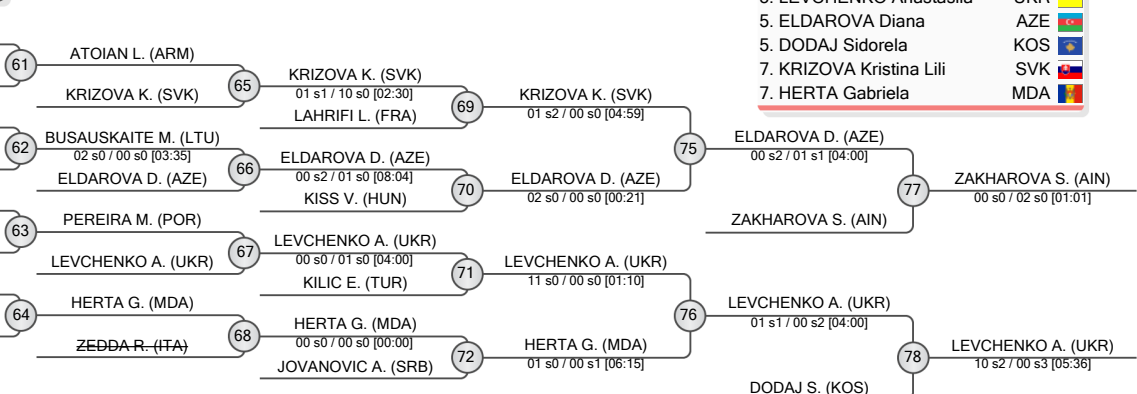 5. ELDAROVA Diana AZE
5. DODAJ Sidorela KOS
7. KRIZOVA Kristina Lili SVK
7. HERTA Gabriela MDA
61
ATOIAN L. (ARM)
KRIZOVA K. (SVK)
65
62
BUSAUSKAITE M. (LTU)
02 s0 / 00 s0 [03:35]
ELDAROVA D. (AZE)
66
63
PEREIRA M. (POR)
LEVCHENKO A. (UKR)
67
64
HERTA G. (MDA)
ZEDDA R. (ITA)
68
KRIZOVA K. (SVK)
01 s1 / 10 s0 [02:30]
LAHRIFI L. (FRA)
69
ELDAROVA D. (AZE)
00 s2 / 01 s0 [08:04]
KISS V. (HUN)
70
LEVCHENKO A. (UKR)
00 s0 / 01 s0 [04:00]
KILIC E. (TUR)
71
HERTA G. (MDA)
00 s0 / 00 s0 [00:00]
JOVANOVIC A. (SRB)
72
KRIZOVA K. (SVK)
01 s2 / 00 s0 [04:59]
75
ELDAROVA D. (AZE)
02 s0 / 00 s0 [00:21]
LEVCHENKO A. (UKR)
11 s0 / 00 s0 [01:10]
76
HERTA G. (MDA)
01 s0 / 00 s1 [06:15]
ELDAROVA D. (AZE)
00 s2 / 01 s1 [04:00]
77
ZAKHAROVA S. (AIN)
LEVCHENKO A. (UKR)
01 s1 / 00 s2 [04:00]
78
DODAJ S. (KOS)
ZAKHAROVA S. (AIN)
00 s0 / 02 s0 [01:01]
LEVCHENKO A. (UKR)
10 s2 / 00 s3 [05:36]